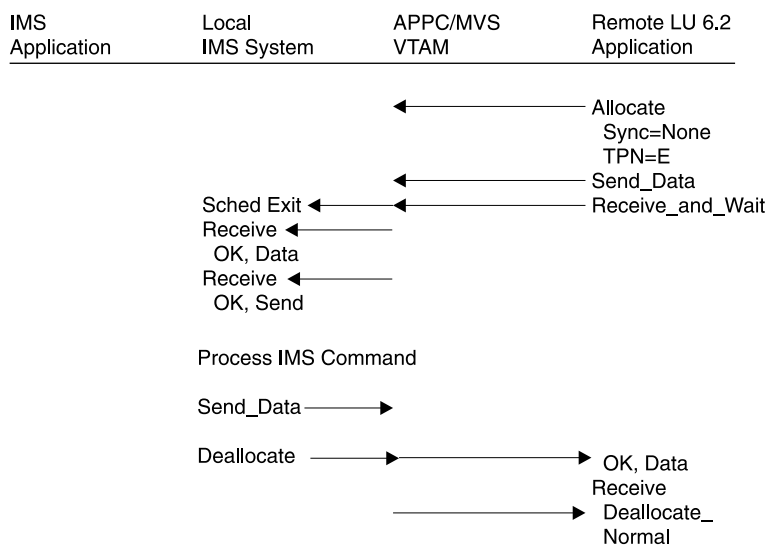 IMS Local APPC/MVS Remote LU 6.2
Application IMS System VTAM Application
Allocate
Sync=None
TPN=E
Send_Data
Sched Exit Receive_and_Wait
Receive
OK, Data
Receive
OK, Send
Process IMS Command
Send_Data
Deallocate
OK, Data
Receive
Deallocate_
Normal